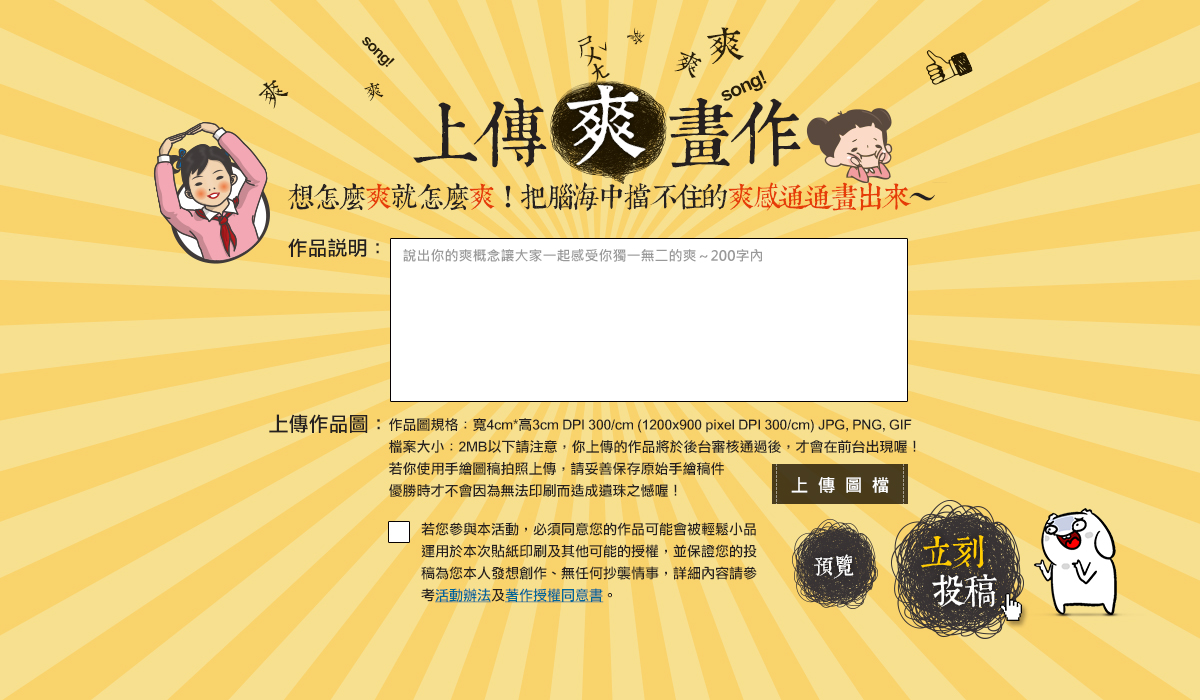 song!
ㄕㄨㄤ
爽
爽
爽
爽
爽
song!
上傳爽畫作
想怎麼爽就怎麼爽！把腦海中擋不住的爽感通通畫出來～
作品說明：
說出你的爽概念讓大家一起感受你獨一無二的爽～200字內
上傳作品圖：
作品圖規格：寬4cm*高3cm DPI 300/cm (1200x900 pixel DPI 300/cm) JPG, PNG, GIF
檔案大小：2MB以下請注意，你上傳的作品將於後台審核通過後，才會在前台出現喔！
若你使用手繪圖稿拍照上傳，請妥善保存原始手繪稿件
優勝時才不會因為無法印刷而造成遺珠之憾喔！
上傳圖檔
若您參與本活動，必須同意您的作品可能會被輕鬆小品
運用於本次貼紙印刷及其他可能的授權，並保證您的投
稿為您本人發想創作、無任何抄襲情事，詳細內容請參
考活動辦法及著作授權同意書。
預覽
立刻
投稿